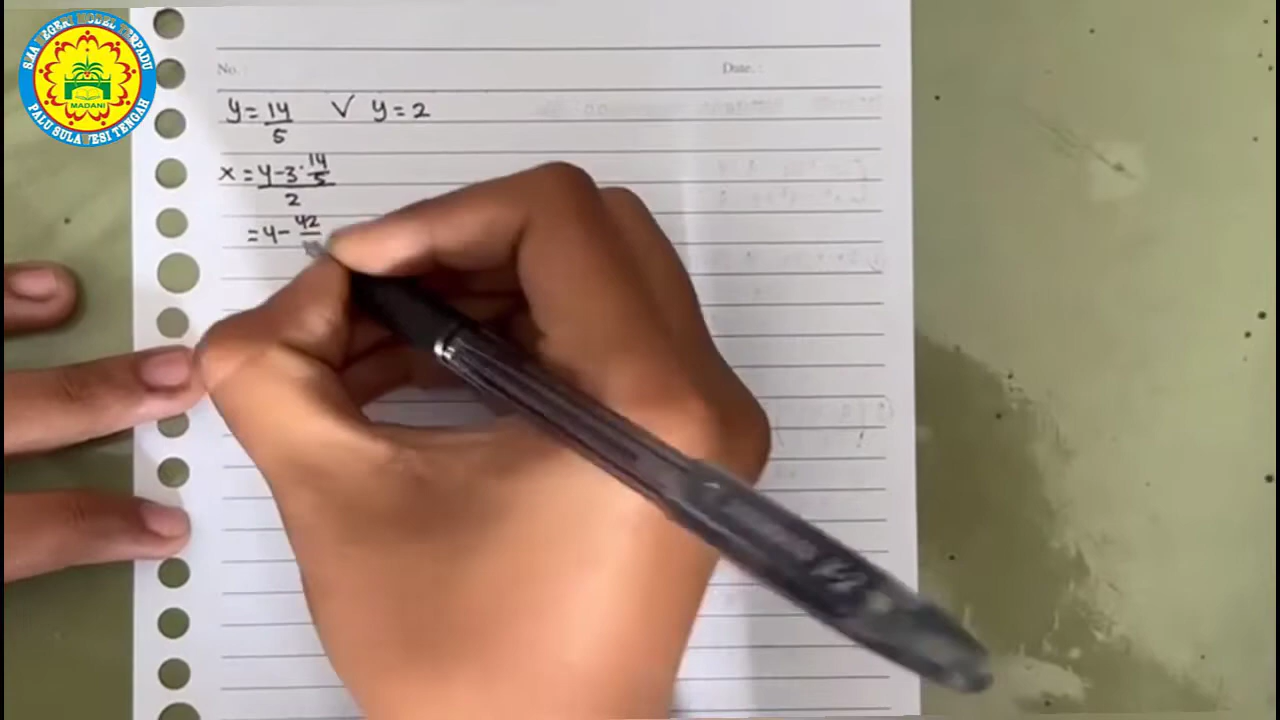 SMA NEGERI MODEL TERPADU
MADANI
PALU SULAWESI TENGAH
No. :
Date. :
y = 14/5 V y = 2
x = 4-3·14/5 / 2
= 4- 42